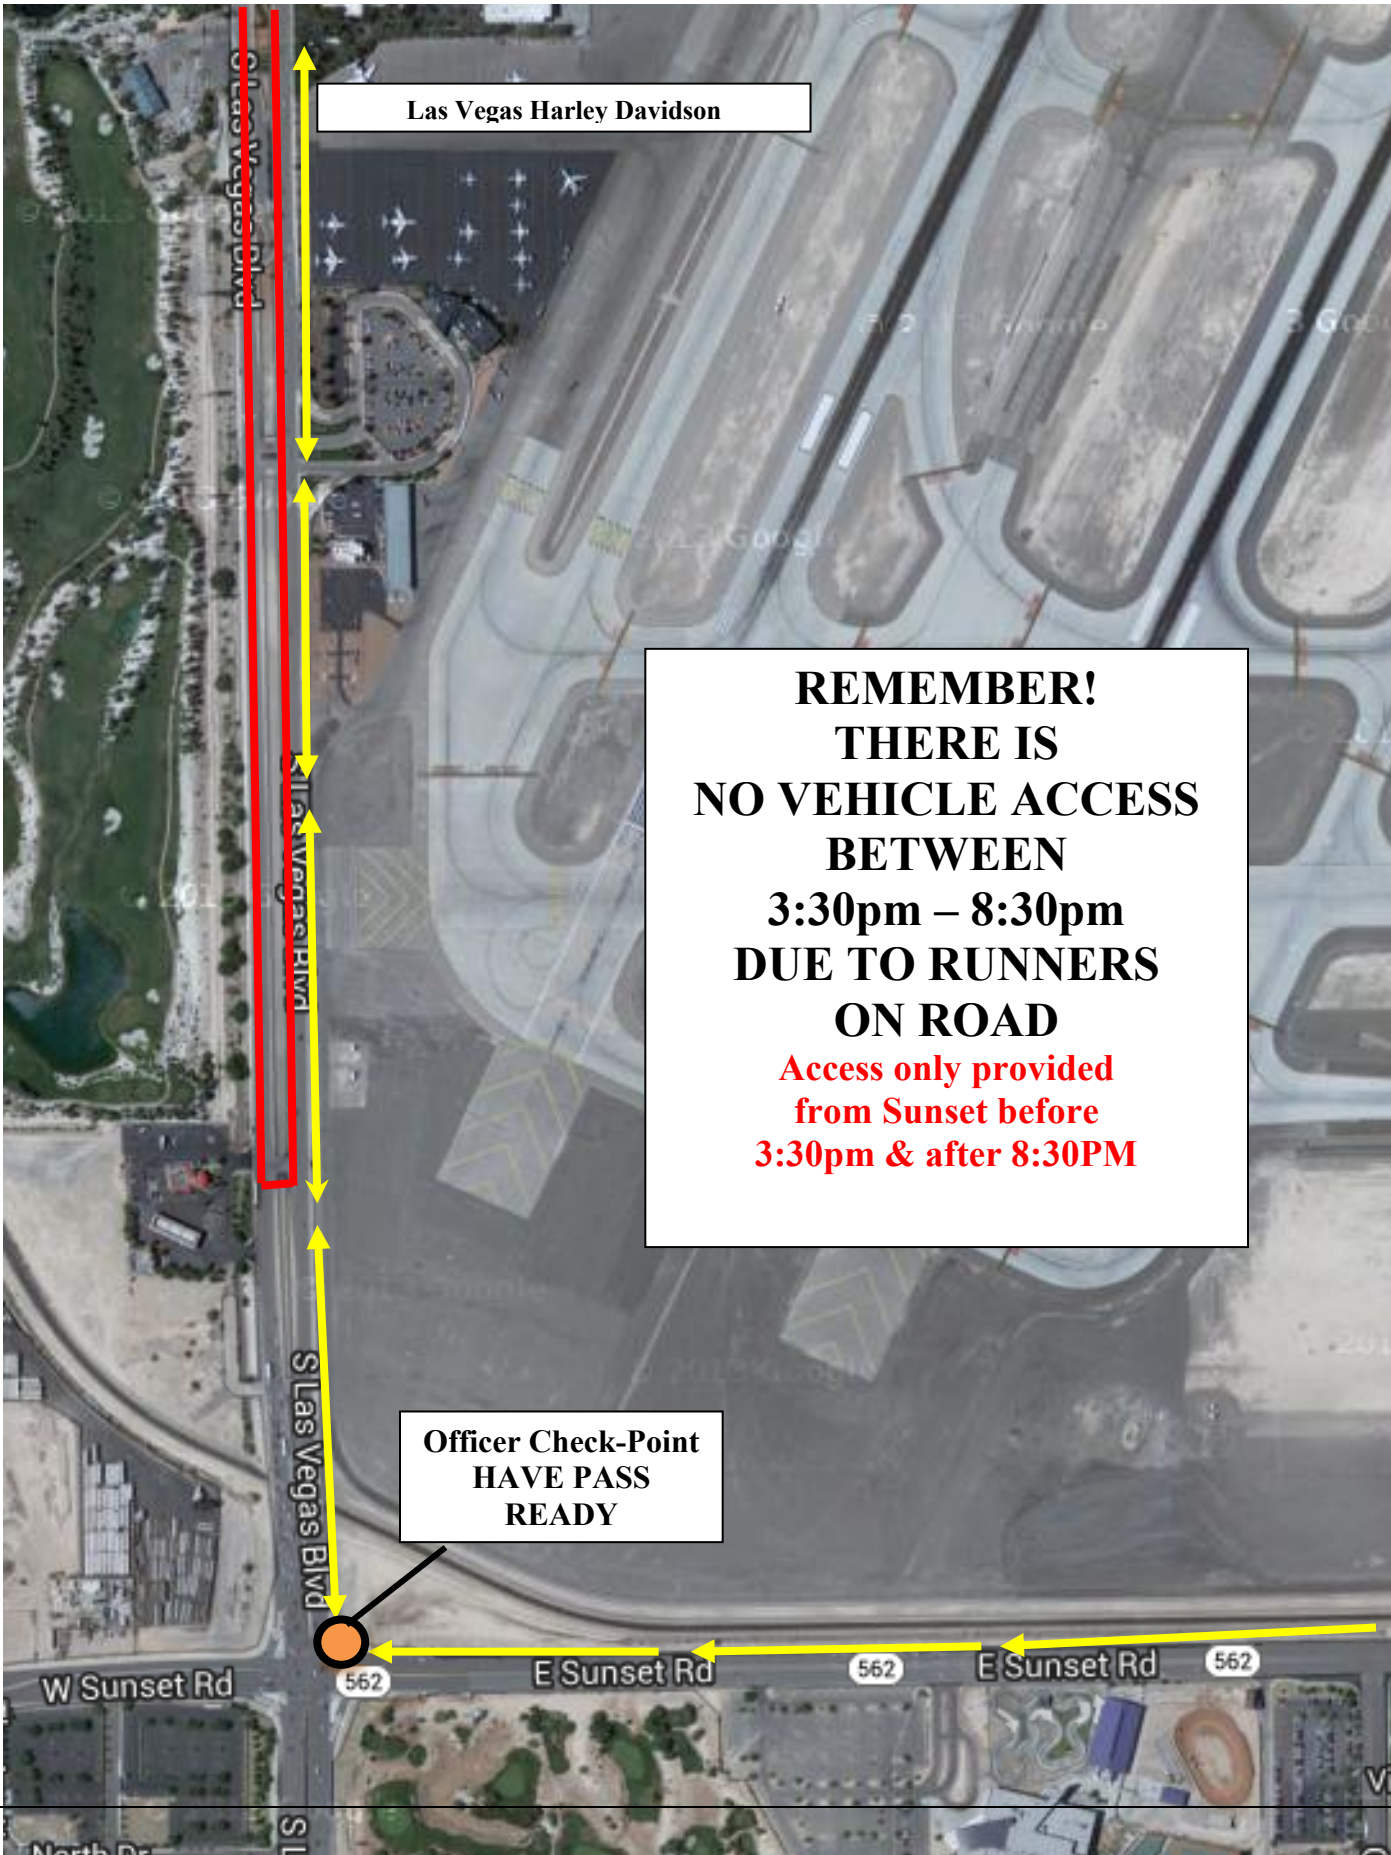 S Las Vegas Blvd
Las Vegas Harley Davidson
REMEMBER!
THERE IS
NO VEHICLE ACCESS
BETWEEN
3:30pm – 8:30pm
DUE TO RUNNERS
ON ROAD
Access only provided
from Sunset before
3:30pm & after 8:30PM
S Las Vegas Blvd
S Las Vegas Blvd
Officer Check-Point
HAVE PASS
READY
W Sunset Rd
562
E Sunset Rd
562
E Sunset Rd
562
North Dr
S L